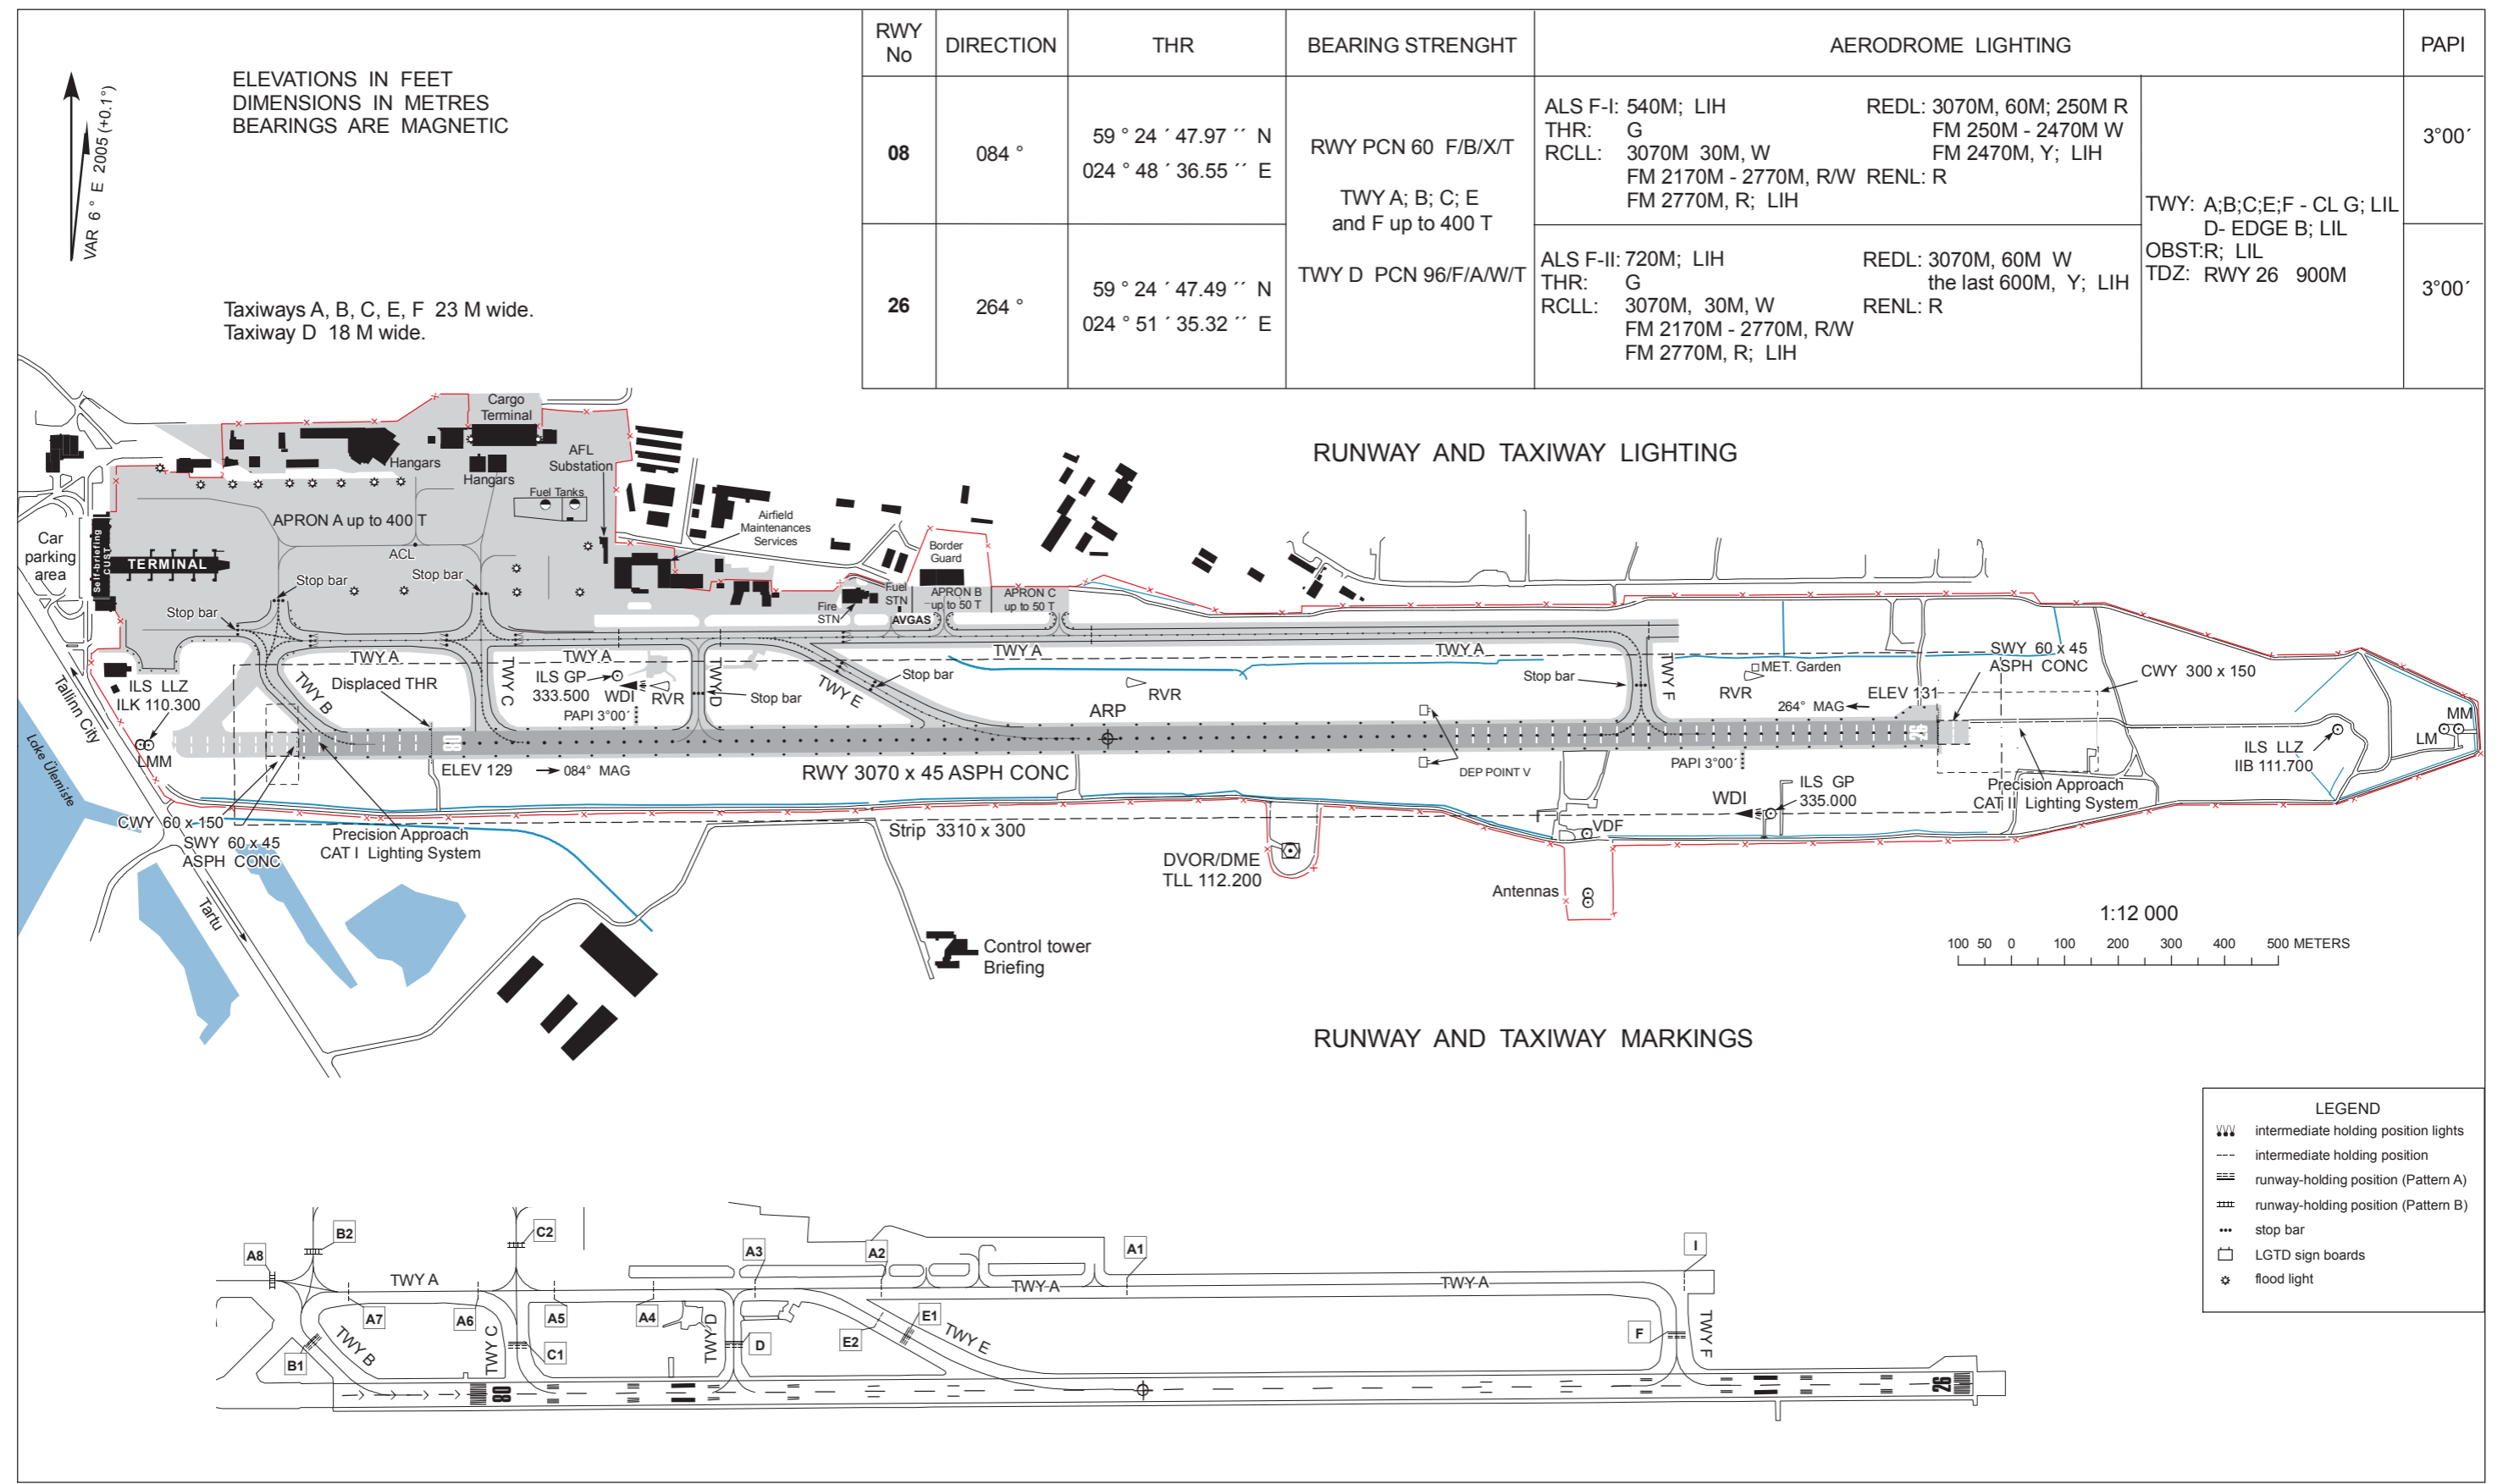 RWY No
DIRECTION
THR
BEARING STRENGHT
AERODROME LIGHTING
PAPI
08
084 °
59 ° 24 ´ 47.97 ´´ N
024 ° 48 ´ 36.55 ´´ E
26
264 °
59 ° 24 ´ 47.49 ´´ N
024 ° 51 ´ 35.32 ´´ E
RWY PCN 60 F/B/X/T
TWY A; B; C; E
and F up to 400 T
TWY D PCN 96/F/A/W/T
ALS F-I: 540M; LIH
THR: G
RCLL: 3070M 30M, W
FM 2170M - 2770M, R/W
FM 2770M, R; LIH
REDL: 3070M, 60M; 250M R
FM 250M - 2470M W
FM 2470M, Y; LIH
RENL: R
ALS F-II: 720M; LIH
THR: G
RCLL: 3070M, 30M, W
FM 2170M - 2770M, R/W
FM 2770M, R; LIH
REDL: 3070M, 60M W
the last 600M, Y; LIH
RENL: R
TWY: A;B;C;E;F - CL G; LIL
D- EDGE B; LIL
OBST:R; LIL
TDZ: RWY 26 900M
3°00´
3°00´
ELEVATIONS IN FEET
DIMENSIONS IN METRES
BEARINGS ARE MAGNETIC
VAR 6 ° E 2005 (+0.1°)
Taxiways A, B, C, E, F 23 M wide.
Taxiway D 18 M wide.
RUNWAY AND TAXIWAY LIGHTING
Cargo
Terminal
Hangars
Hangars
AFL
Substation
Fuel Tanks
APRON A up to 400 T
ACL
Airfield
Maintenances
Services
Border
Guard
Car
parking
area
Self-briefing
CUST
TERMINAL
Stop bar
Stop bar
Stop bar
Fire
STN
Fuel
STN
AVGAS
APRON B
up to 50 T
APRON C
up to 50 T
TWY A
TWY A
TWY A
TWY A
TWY B
TWY C
TWY D
TWY E
TWY F
ILS LLZ
ILK 110.300
LMM
Displaced THR
ILS GP
333.500
WDI
RVR
PAPI 3°00´
Stop bar
Stop bar
RVR
ARP
Stop bar
RVR
MET. Garden
SWY 60 x 45
ASPH CONC
CWY 300 x 150
ELEV 131
264° MAG
08
26
ELEV 129
084° MAG
RWY 3070 x 45 ASPH CONC
DEP POINT V
PAPI 3°00´
ILS GP
335.000
WDI
VDF
Precision Approach
CAT II Lighting System
MM
LM
ILS LLZ
IIB 111.700
Tallinn City
Lake Ülemiste
Tartu
CWY 60 x 150
SWY 60 x 45
ASPH CONC
Precision Approach
CAT I Lighting System
Strip 3310 x 300
DVOR/DME
TLL 112.200
Antennas
Control tower
Briefing
1:12 000
100 50 0 100 200 300 400 500 METERS
RUNWAY AND TAXIWAY MARKINGS
LEGEND
intermediate holding position lights
intermediate holding position
runway-holding position (Pattern A)
runway-holding position (Pattern B)
stop bar
LGTD sign boards
flood light
A8
B2
C2
A3
A2
A1
I
TWY A
TWY A
TWY A
A7
A6
A5
A4
B1
TWY B
TWY C
C1
TWY D
D
E2
E1
TWY E
F
TWY F
08
26